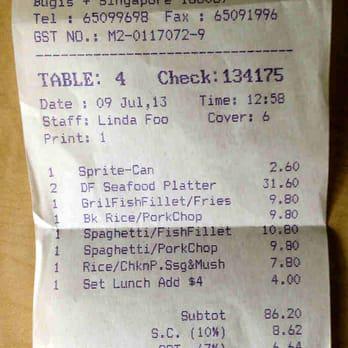 Bugis + Singapore 188067
Tel : 65099698 Fax : 65091996
GST NO.: M2-0117072-9
TABLE: 4 Check:134175
Date : 09 Jul,13 Time: 12:58
Staff: Linda Foo Cover: 6
Print: 1
1 Sprite-Can 2.60
2 DF Seafood Platter 31.60
1 GrilFishFillet/Fries 9.80
1 Bk Rice/PorkChop 9.80
1 Spaghetti/FishFillet 10.80
1 Spaghetti/PorkChop 9.80
1 Rice/ChknP.Ssg&Mush 7.80
1 Set Lunch Add $4 4.00
Subtot 86.20
S.C. (10%) 8.62
GST (7%) 6.64